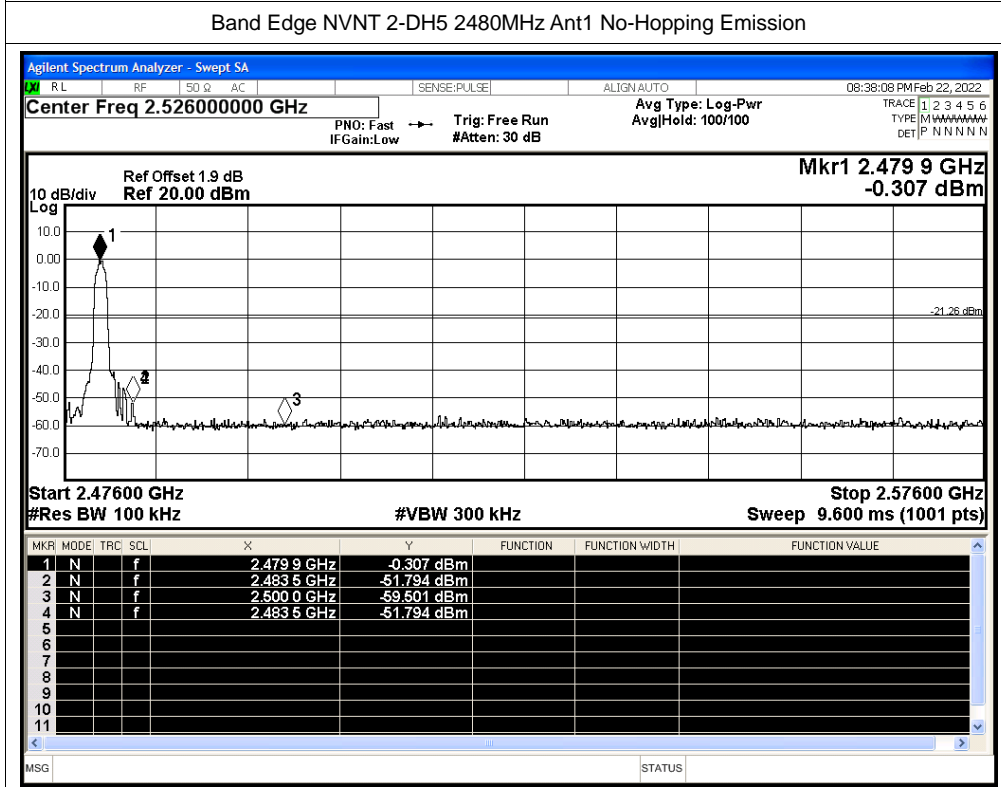 Band Edge NVNT 2-DH5 2480MHz Ant1 No-Hopping Emission
Agilent Spectrum Analyzer - Swept SA
LXI RL RF 50 Ω AC SENSE:PULSE ALIGN AUTO 08:38:08 PM Feb 22, 2022
Center Freq 2.526000000 GHz
PNO: Fast
IFGain:Low
Trig: Free Run
#Atten: 30 dB
Avg Type: Log-Pwr
Avg|Hold: 100/100
TRACE 1 2 3 4 5 6
TYPE MWWWWW
DET P N N N N N
Mkr1 2.479 9 GHz
-0.307 dBm
Ref Offset 1.9 dB
10 dB/div Ref 20.00 dBm
Log
10.0
0.00
-10.0
-20.0
-30.0
-40.0
-50.0
-60.0
-70.0
1
-21.26 dBm
3
Start 2.47600 GHz Stop 2.57600 GHz
#Res BW 100 kHz #VBW 300 kHz Sweep 9.600 ms (1001 pts)
MKR MODE TRC SCL X Y FUNCTION FUNCTION WIDTH FUNCTION VALUE
1 N f 2.479 9 GHz -0.307 dBm
2 N f 2.483 5 GHz -51.794 dBm
3 N f 2.500 0 GHz -59.501 dBm
4 N f 2.483 5 GHz -51.794 dBm
5
6
7
8
9
10
11
MSG STATUS